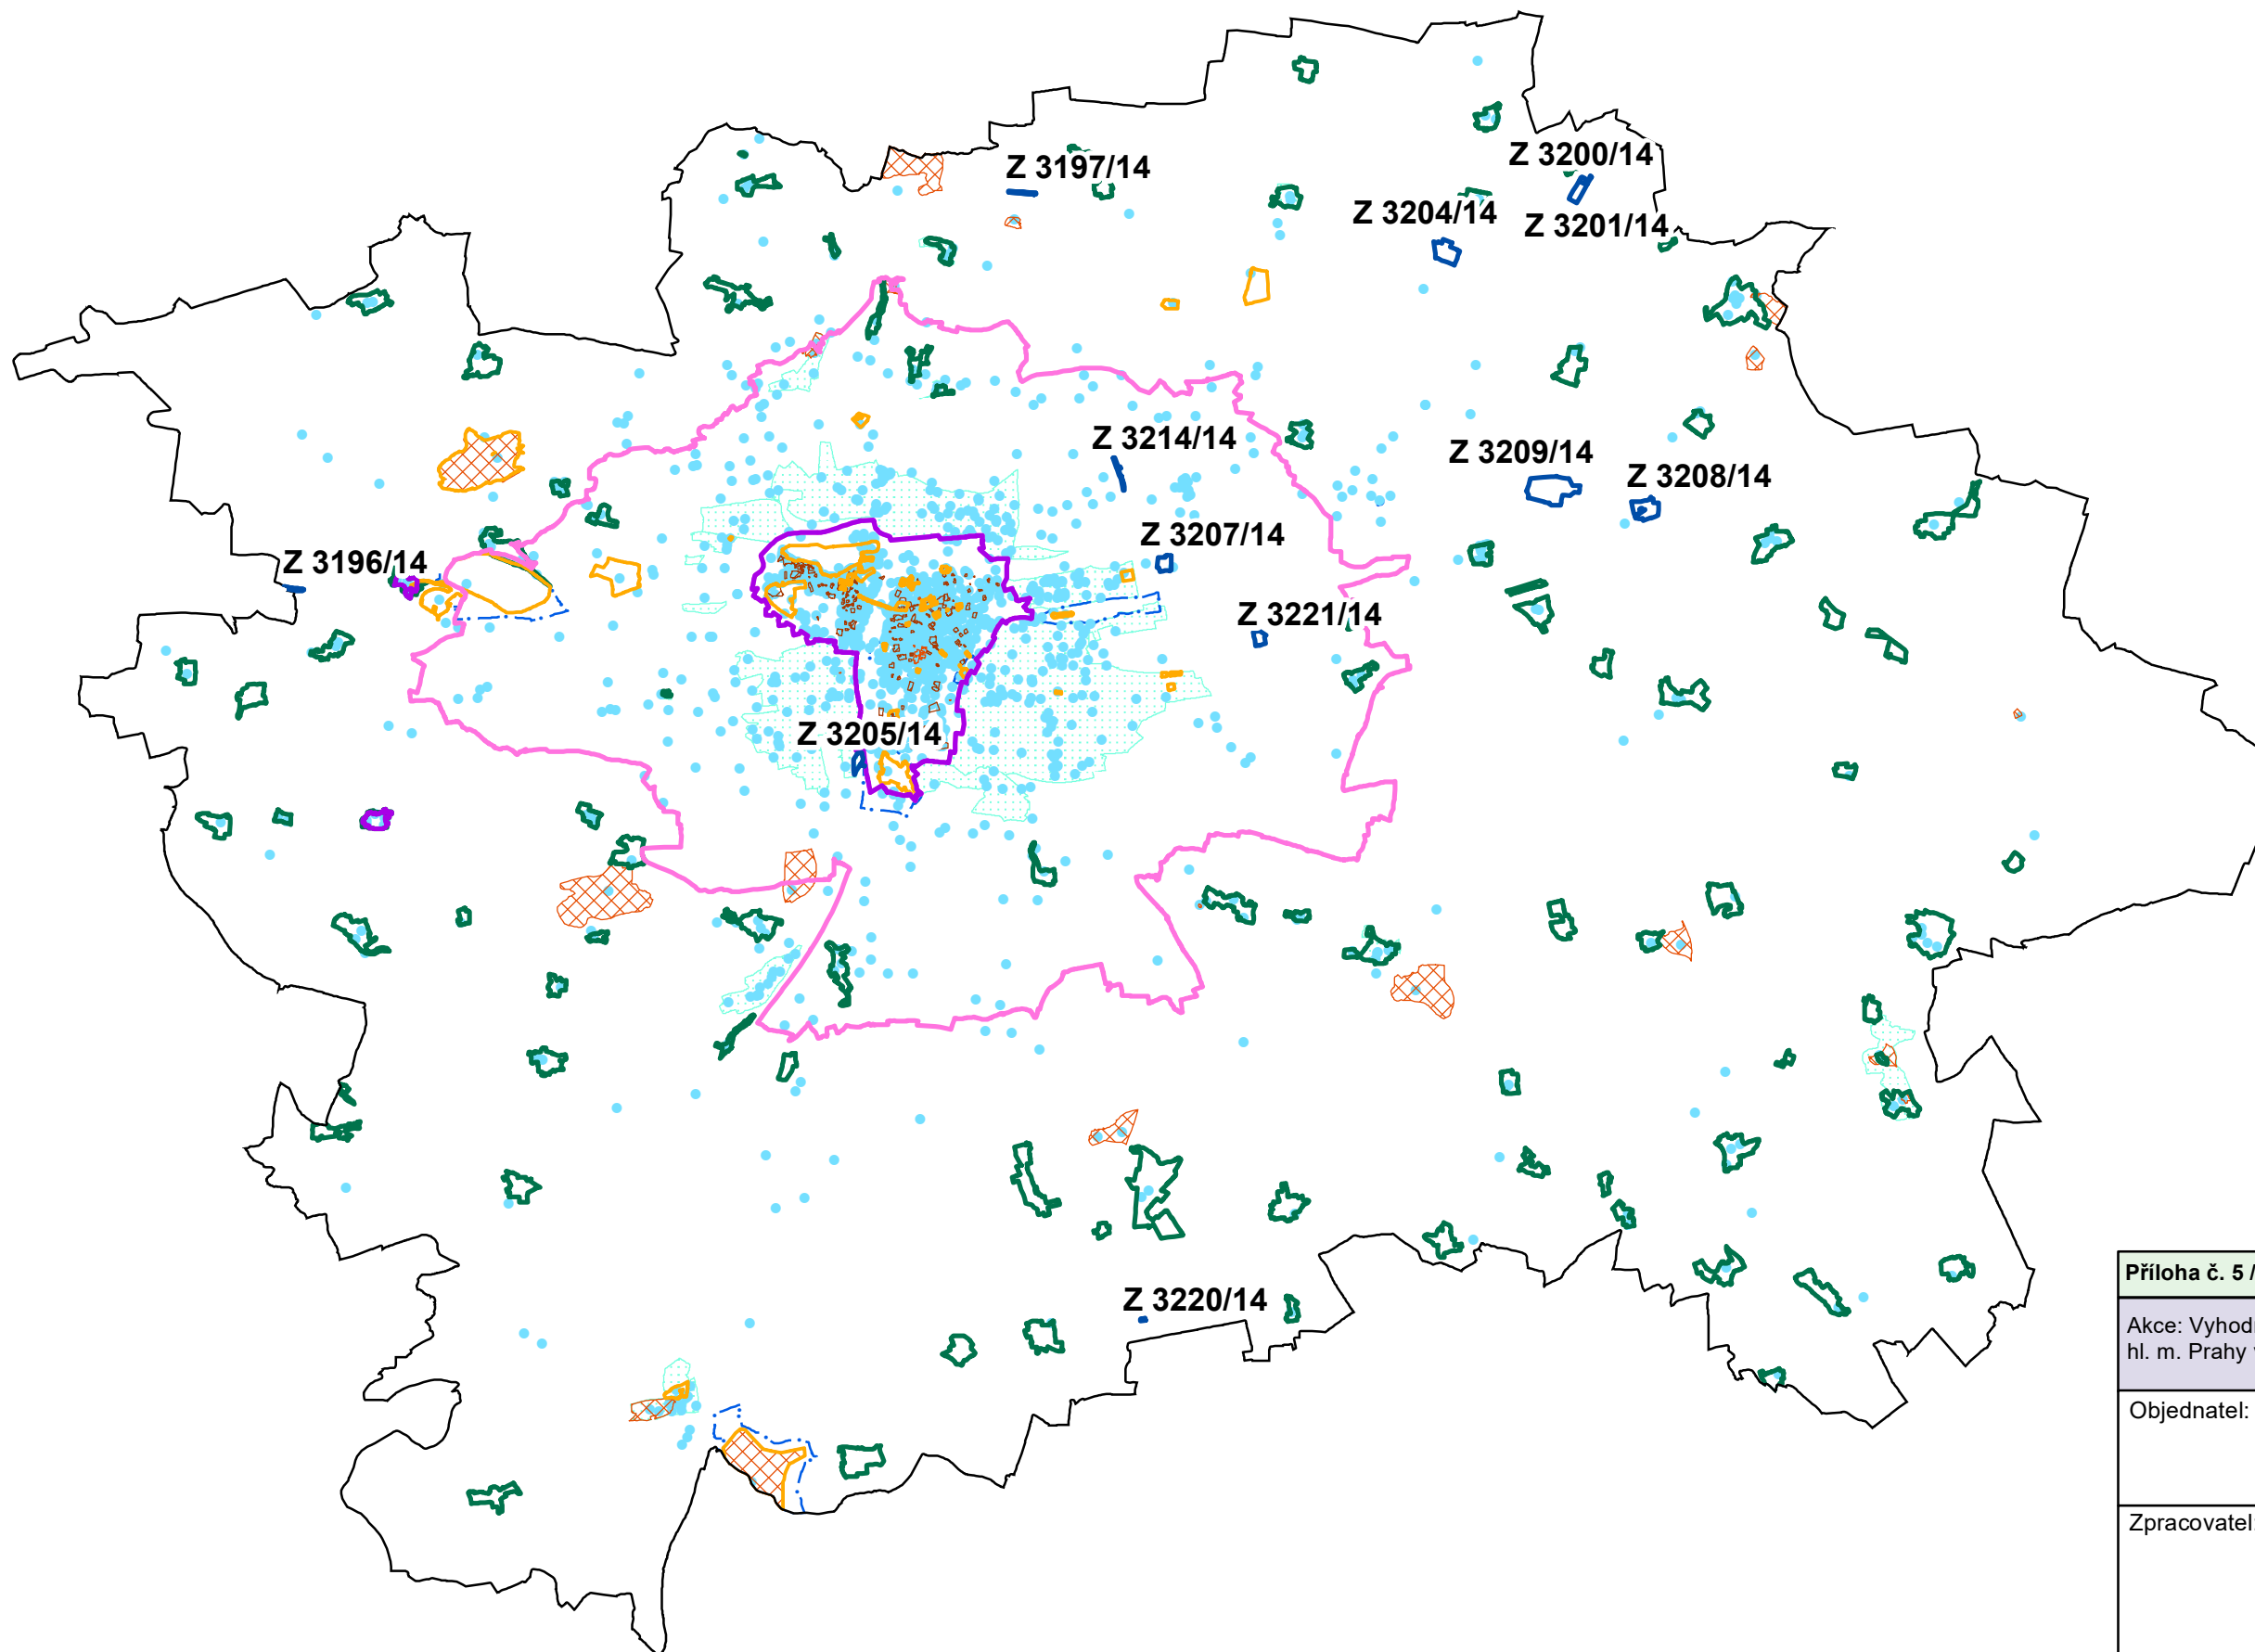 Z 3197/14
Z 3200/14
Z 3204/14
Z 3201/14
Z 3214/14
Z 3209/14
Z 3208/14
Z 3207/14
Z 3196/14
Z 3221/14
Z 3205/14
Z 3220/14
Příloha č. 5 /
Akce:
hl. m. Prahy
Objednatel:
Zpracovatel: